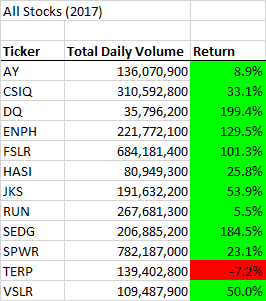 All Stocks (2017)
Ticker Total Daily Volume Return
AY 136,070,900 8.9%
CSIQ 310,592,800 33.1%
DQ 35,796,200 199.4%
ENPH 221,772,100 129.5%
FSLR 684,181,400 101.3%
HASI 80,949,300 25.8%
JKS 191,632,200 53.9%
RUN 267,681,300 5.5%
SEDG 206,885,200 184.5%
SPWR 782,187,000 23.1%
TERP 139,402,800 -7.2%
VSLR 109,487,900 50.0%